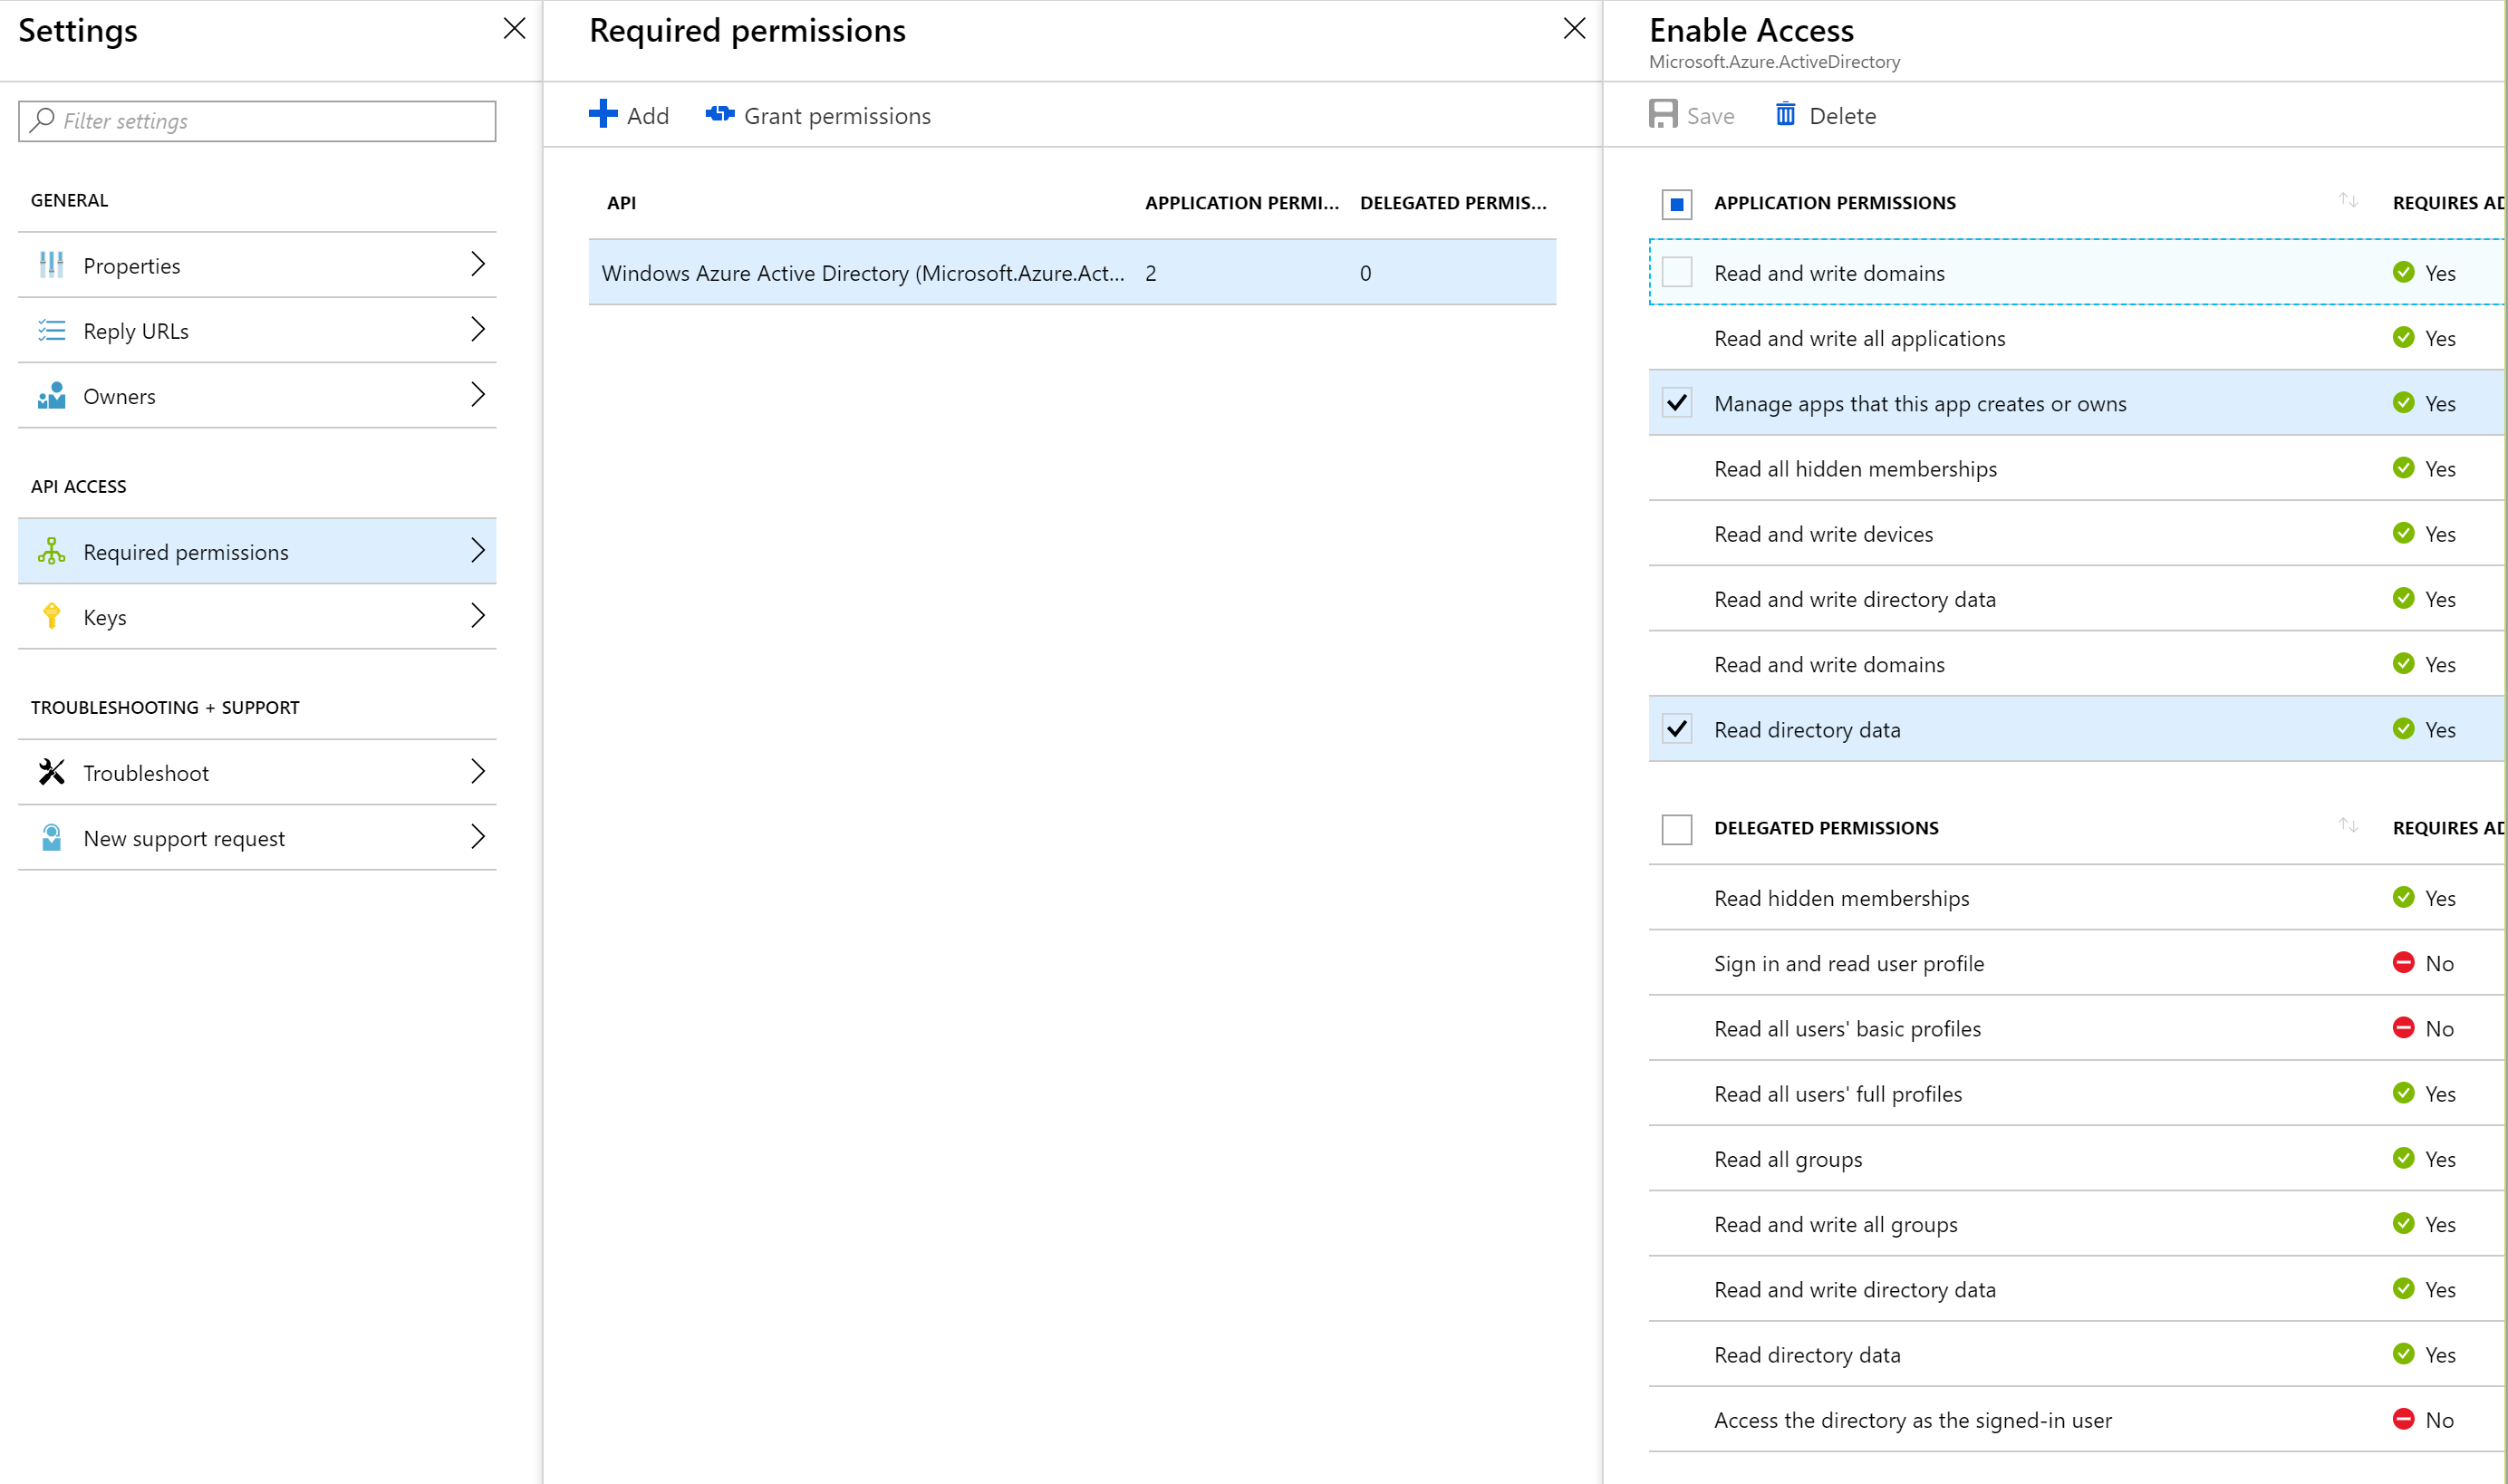 Settings
Filter settings
GENERAL
Properties
Reply URLs
Owners
API ACCESS
Required permissions
Keys
TROUBLESHOOTING + SUPPORT
Troubleshoot
New support request
Required permissions
Add
Grant permissions
API APPLICATION PERMI... DELEGATED PERMIS...
Windows Azure Active Directory (Microsoft.Azure.Act... 2 0
Enable Access
Microsoft.Azure.ActiveDirectory
Save
Delete
APPLICATION PERMISSIONS REQUIRES AD
Read and write domains Yes
Read and write all applications Yes
Manage apps that this app creates or owns Yes
Read all hidden memberships Yes
Read and write devices Yes
Read and write directory data Yes
Read and write domains Yes
Read directory data Yes
DELEGATED PERMISSIONS REQUIRES AD
Read hidden memberships Yes
Sign in and read user profile No
Read all users' basic profiles No
Read all users' full profiles Yes
Read all groups Yes
Read and write all groups Yes
Read and write directory data Yes
Read directory data Yes
Access the directory as the signed-in user No